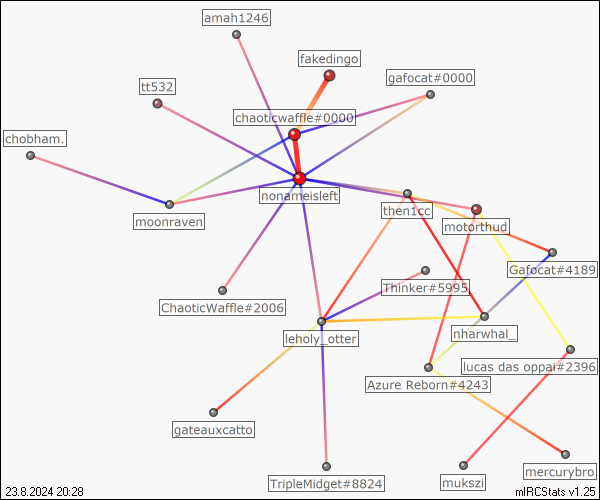 amah1246
fakedingo
gafocat#0000
tt532
chaoticwaffle#0000
chobham.
nonameisleft
then1cc
moonraven
motorthud
Gafocat#4189
Thinker#5995
ChaoticWaffle#2006
leholy_otter
nharwhal_
lucas das oppai#2396
Azure Reborn#4243
gateauxcatto
mercurybro
TripleMidget#8824
mukszi
23.8.2024 20:28
mIRCStats v1.25